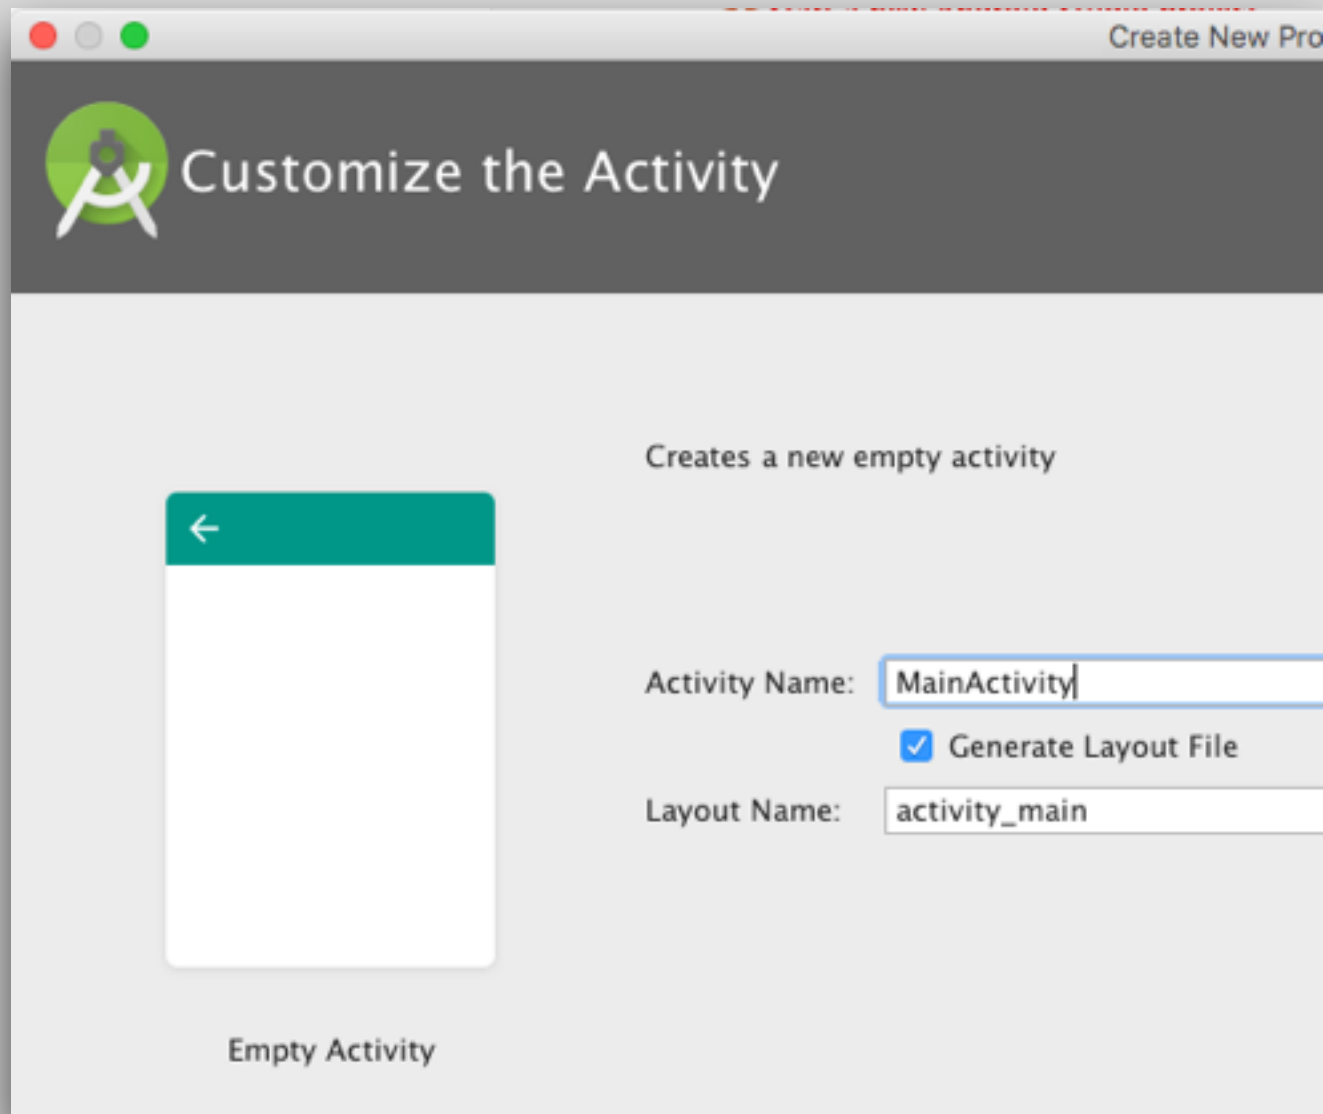 Create New Pro
Customize the Activity
Creates a new empty activity
Activity Name: MainActivity
Generate Layout File
Layout Name: activity_main
Empty Activity